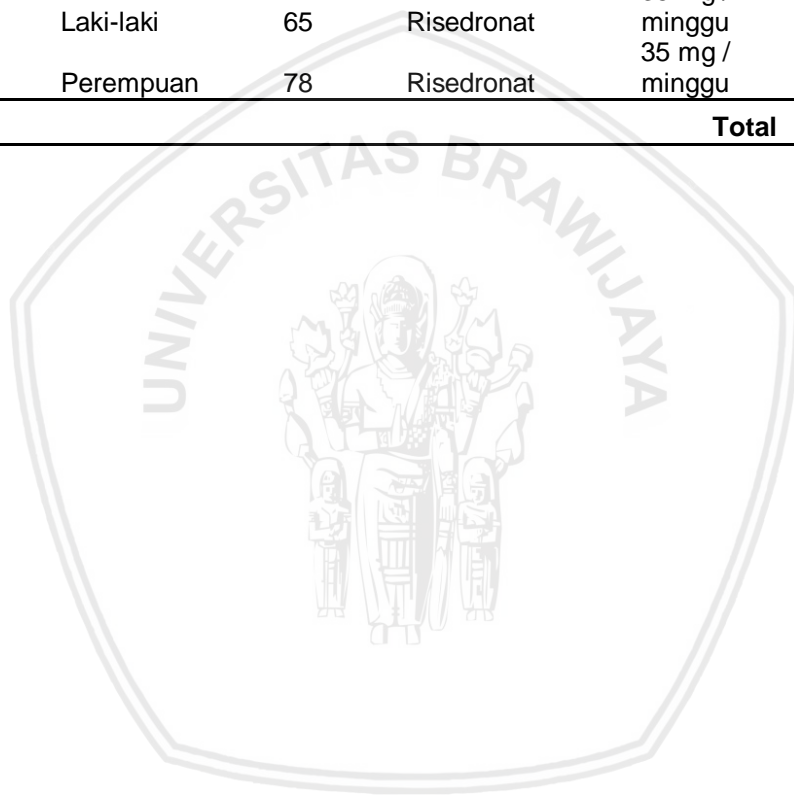 Laki-laki 65 Risedronat minggu
35 mg /
Perempuan 78 Risedronat minggu
Total
UNIVERSITAS BRAWIJAYA